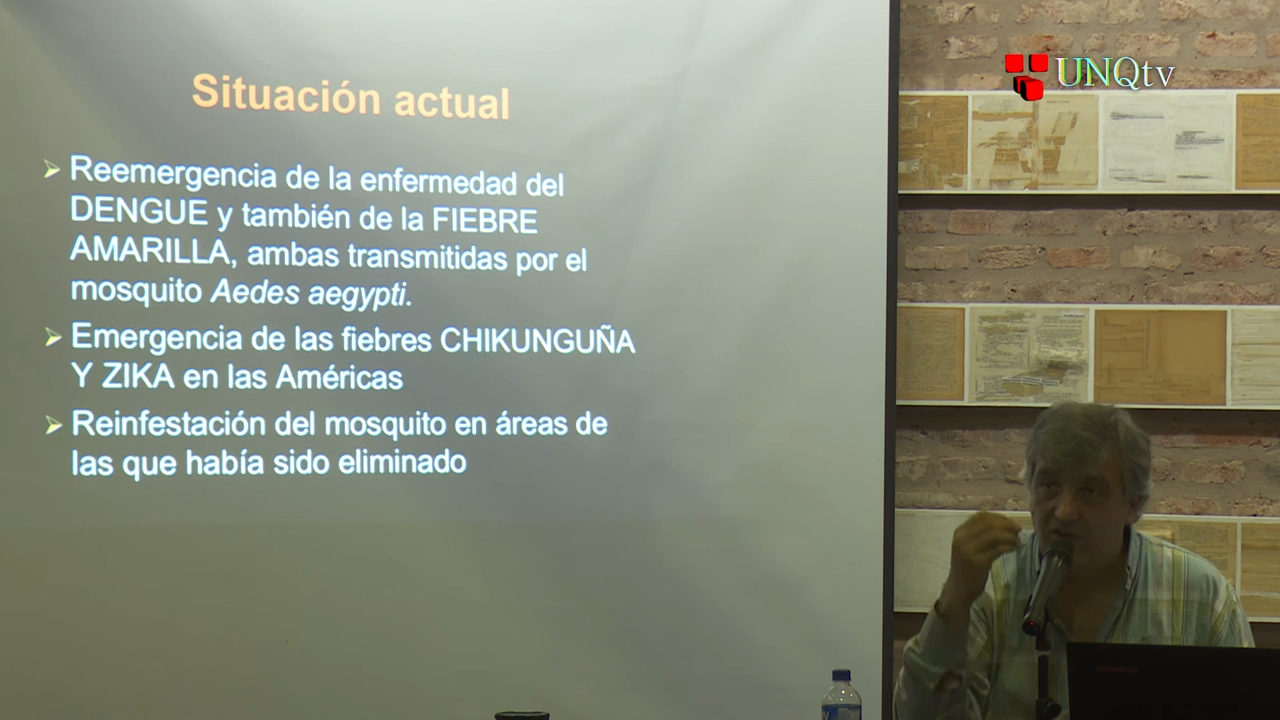 UNQtv
Situación actual
Reemergencia de la enfermedad del
DENGUE y también de la FIEBRE
AMARILLA, ambas transmitidas por el
mosquito Aedes aegypti.
Emergencia de las fiebres CHIKUNGUÑA
Y ZIKA en las Américas
Reinfestación del mosquito en áreas de
las que había sido eliminado